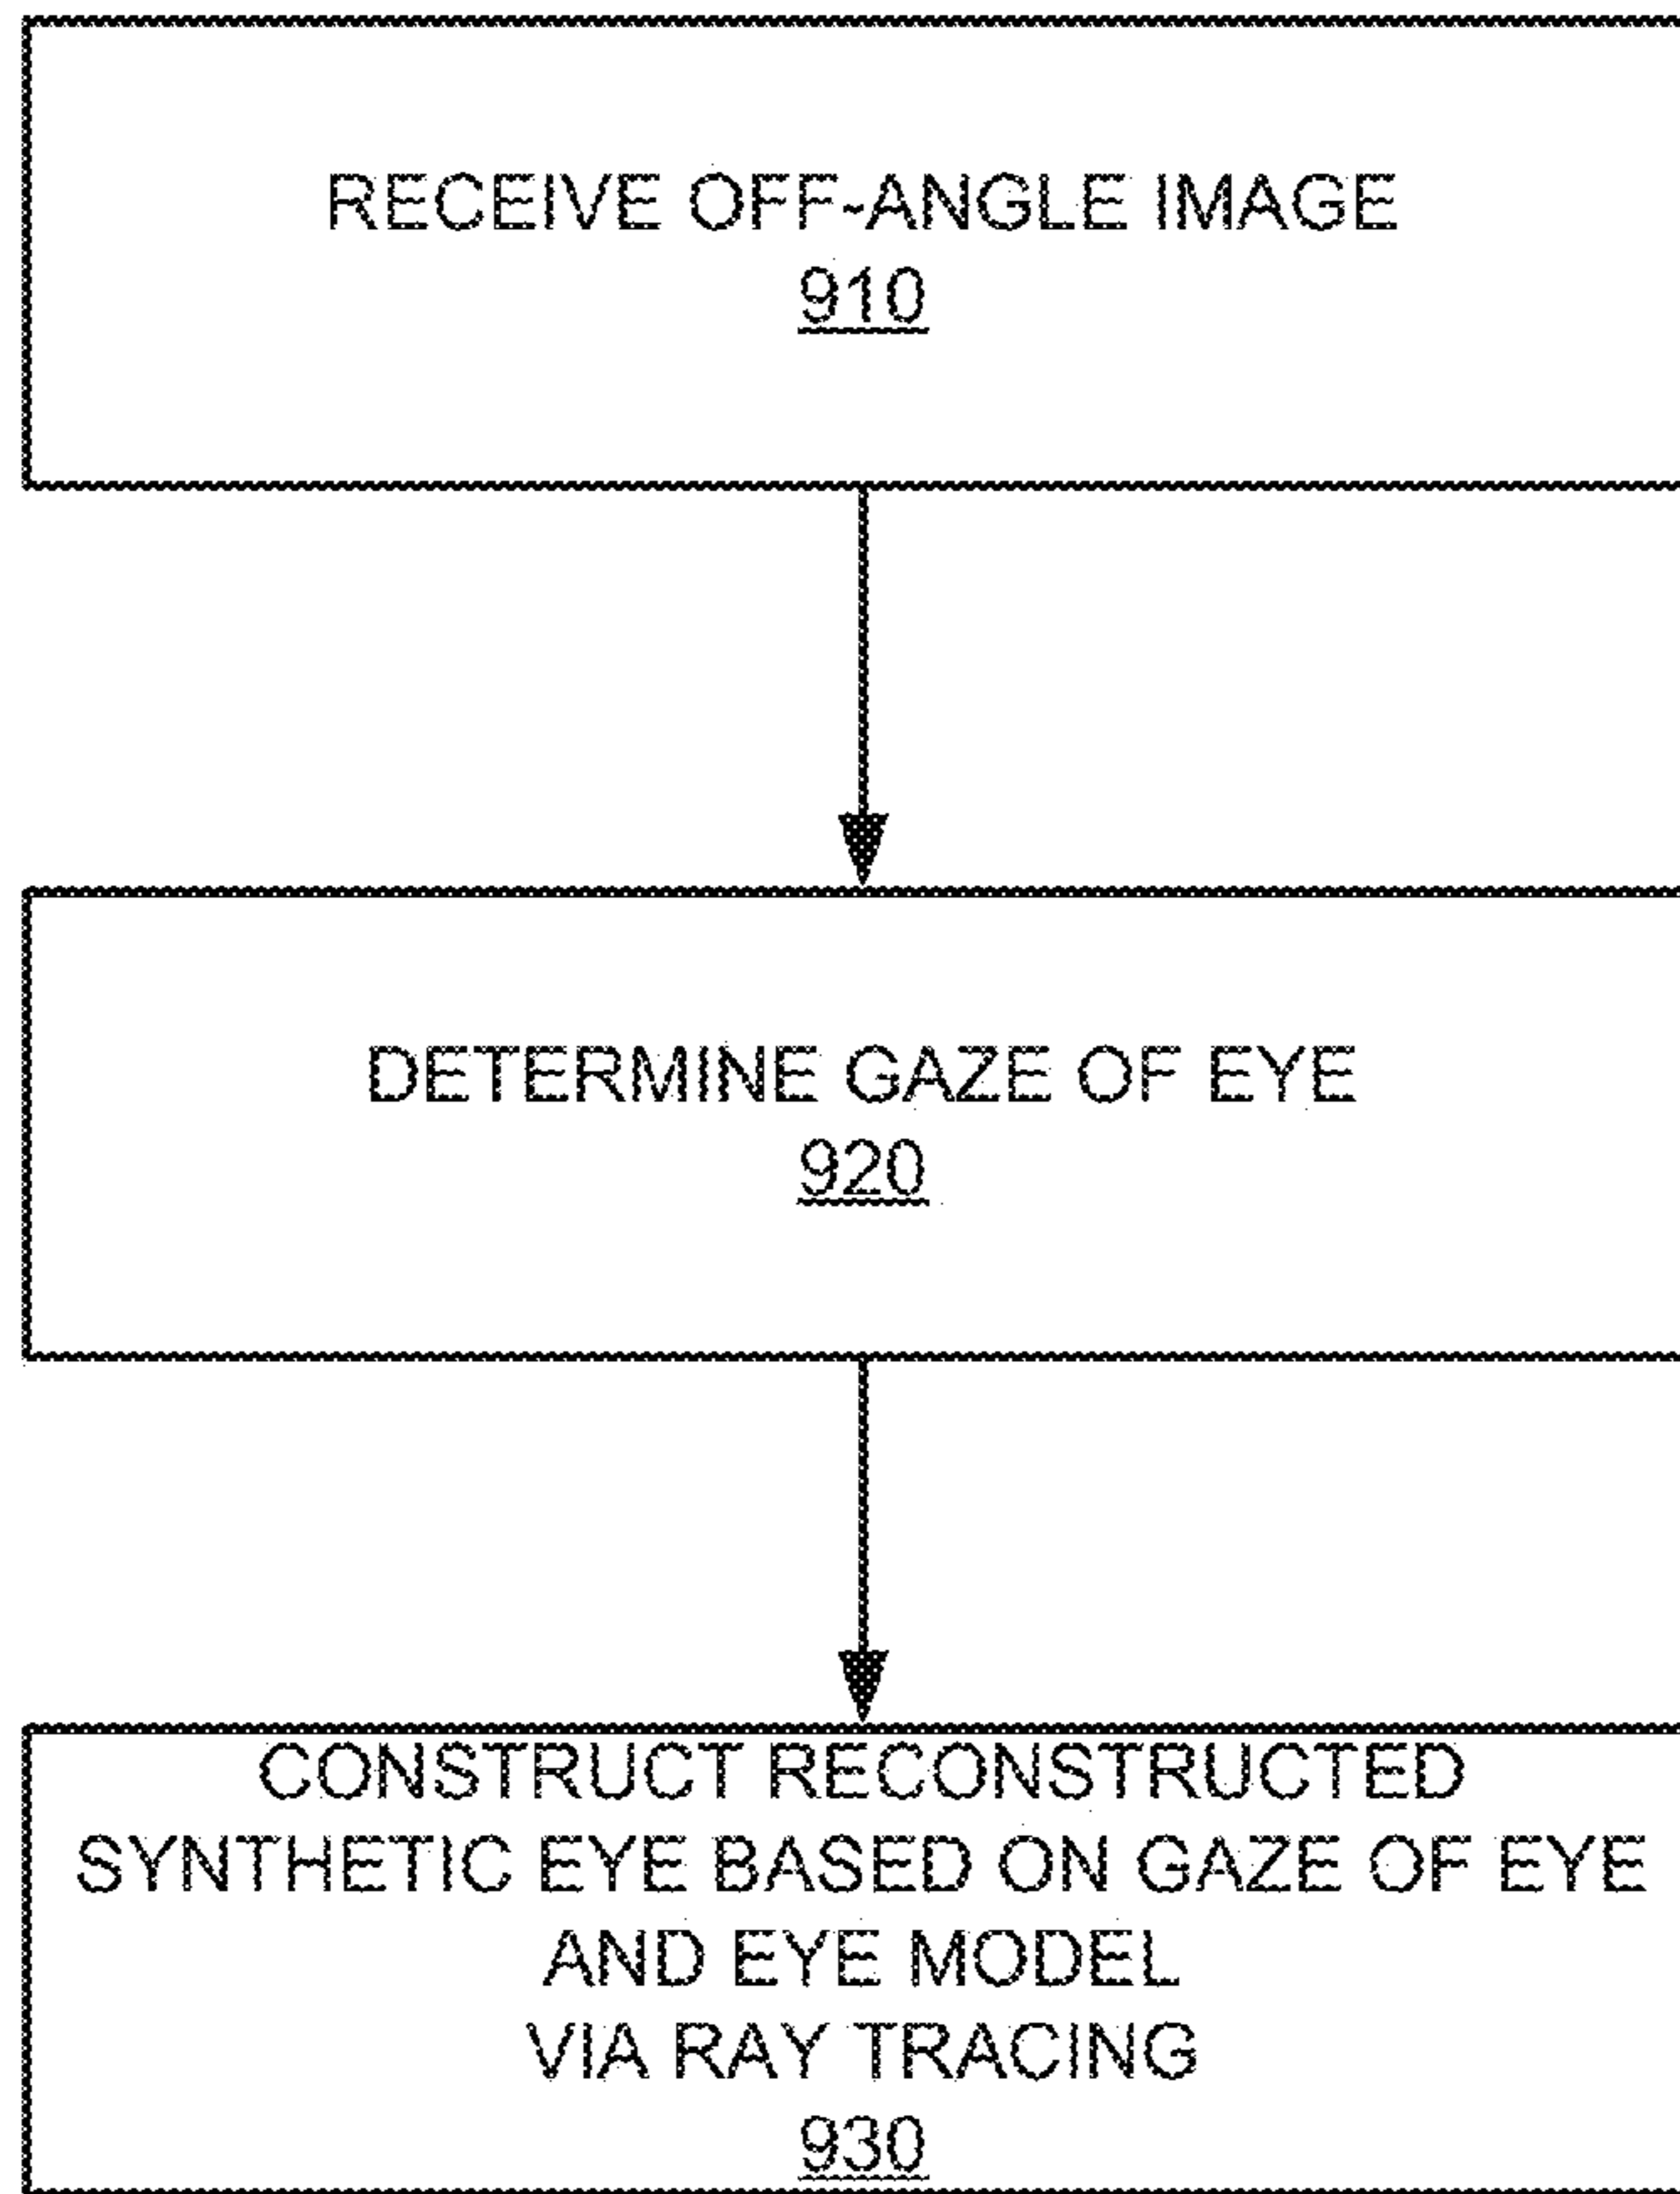 RECEIVE OFF-ANGLE IMAGE
910
DETERMINE GAZE OF EYE
920
CONSTRUCT RECONSTRUCTED
SYNTHETIC EYE BASED ON GAZE OF EYE
AND EYE MODEL
VIA RAY TRACING
930